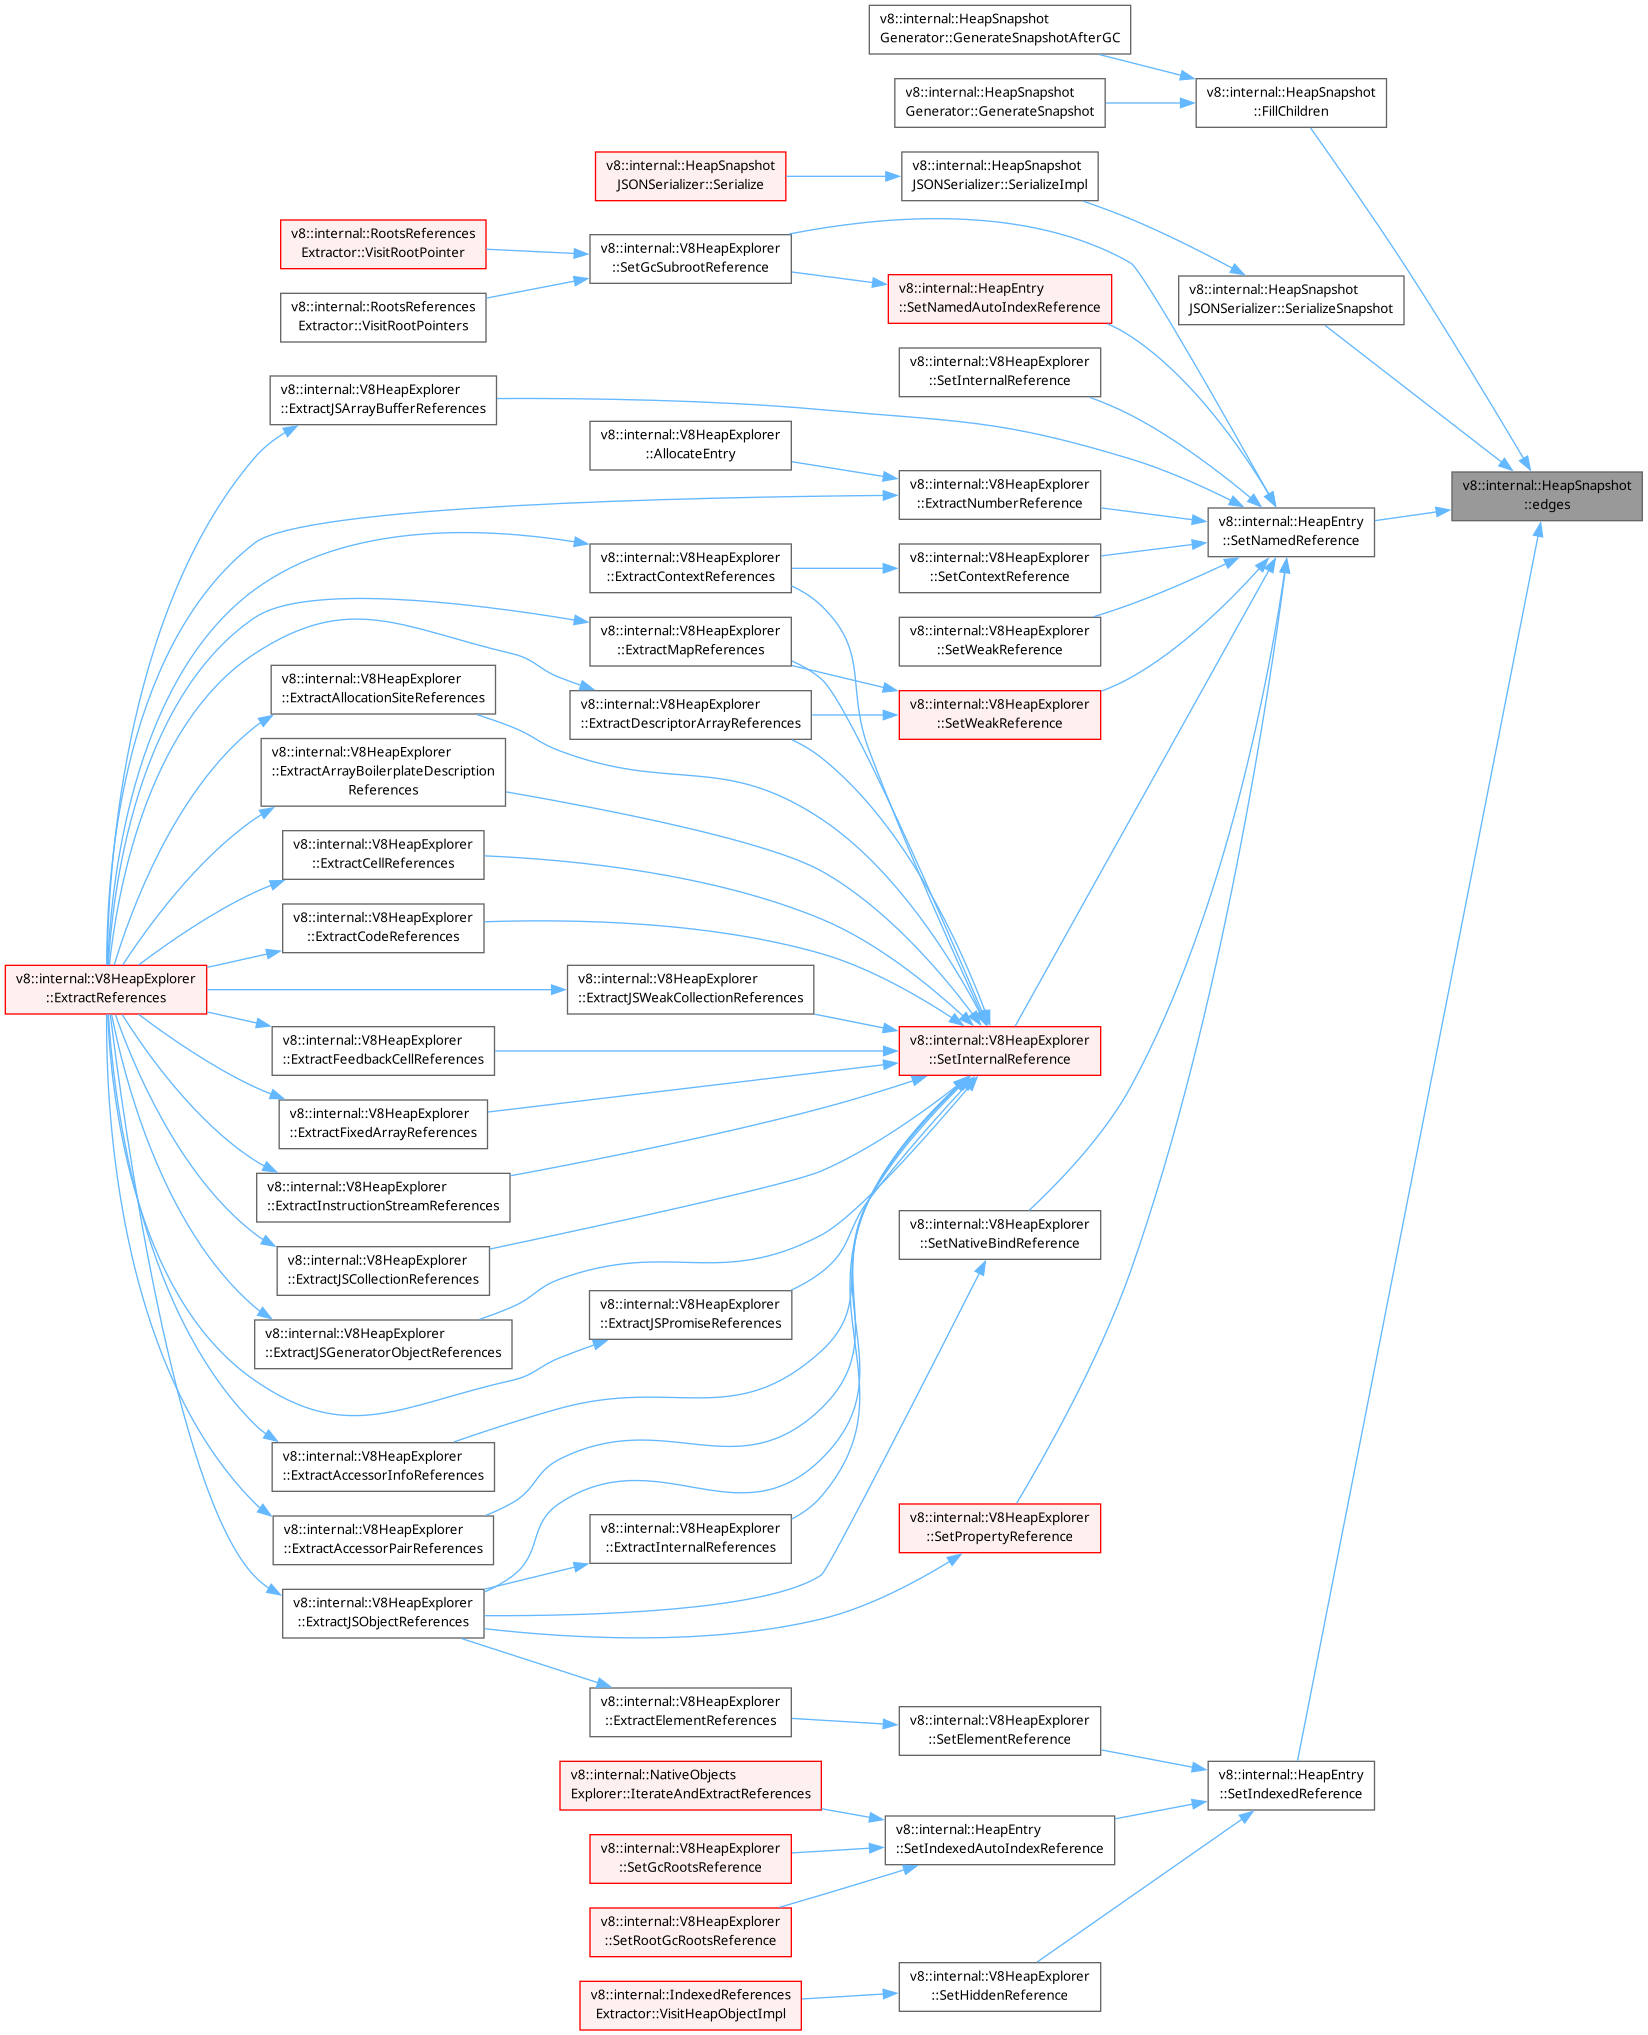 v8::internal::HeapSnapshot
Generator::GenerateSnapshotAfterGC
v8::internal::HeapSnapshot
Generator::GenerateSnapshot
v8::internal::HeapSnapshot
::FillChildren
v8::internal::HeapSnapshot
JSONSerializer::Serialize
v8::internal::HeapSnapshot
JSONSerializer::SerializeImpl
v8::internal::RootsReferences
Extractor::VisitRootPointer
v8::internal::V8HeapExplorer
::SetGcSubrootReference
v8::internal::HeapEntry
::SetNamedAutoIndexReference
v8::internal::HeapSnapshot
JSONSerializer::SerializeSnapshot
v8::internal::RootsReferences
Extractor::VisitRootPointers
v8::internal::V8HeapExplorer
::SetInternalReference
v8::internal::V8HeapExplorer
::ExtractJSArrayBufferReferences
v8::internal::V8HeapExplorer
::AllocateEntry
v8::internal::V8HeapExplorer
::ExtractNumberReference
v8::internal::HeapSnapshot
::edges
v8::internal::HeapEntry
::SetNamedReference
v8::internal::V8HeapExplorer
::ExtractContextReferences
v8::internal::V8HeapExplorer
::SetContextReference
v8::internal::V8HeapExplorer
::ExtractMapReferences
v8::internal::V8HeapExplorer
::SetWeakReference
v8::internal::V8HeapExplorer
::ExtractAllocationSiteReferences
v8::internal::V8HeapExplorer
::ExtractDescriptorArrayReferences
v8::internal::V8HeapExplorer
::SetWeakReference
v8::internal::V8HeapExplorer
::ExtractArrayBoilerplateDescription
References
v8::internal::V8HeapExplorer
::ExtractCellReferences
v8::internal::V8HeapExplorer
::ExtractCodeReferences
v8::internal::V8HeapExplorer
::ExtractReferences
v8::internal::V8HeapExplorer
::ExtractJSWeakCollectionReferences
v8::internal::V8HeapExplorer
::ExtractFeedbackCellReferences
v8::internal::V8HeapExplorer
::SetInternalReference
v8::internal::V8HeapExplorer
::ExtractFixedArrayReferences
v8::internal::V8HeapExplorer
::ExtractInstructionStreamReferences
v8::internal::V8HeapExplorer
::SetNativeBindReference
v8::internal::V8HeapExplorer
::ExtractJSCollectionReferences
v8::internal::V8HeapExplorer
::ExtractJSPromiseReferences
v8::internal::V8HeapExplorer
::ExtractJSGeneratorObjectReferences
v8::internal::V8HeapExplorer
::ExtractAccessorInfoReferences
v8::internal::V8HeapExplorer
::SetPropertyReference
v8::internal::V8HeapExplorer
::ExtractAccessorPairReferences
v8::internal::V8HeapExplorer
::ExtractInternalReferences
v8::internal::V8HeapExplorer
::ExtractJSObjectReferences
v8::internal::V8HeapExplorer
::ExtractElementReferences
v8::internal::V8HeapExplorer
::SetElementReference
v8::internal::NativeObjects
Explorer::IterateAndExtractReferences
v8::internal::HeapEntry
::SetIndexedReference
v8::internal::HeapEntry
::SetIndexedAutoIndexReference
v8::internal::V8HeapExplorer
::SetGcRootsReference
v8::internal::V8HeapExplorer
::SetRootGcRootsReference
v8::internal::V8HeapExplorer
::SetHiddenReference
v8::internal::IndexedReferences
Extractor::VisitHeapObjectImpl